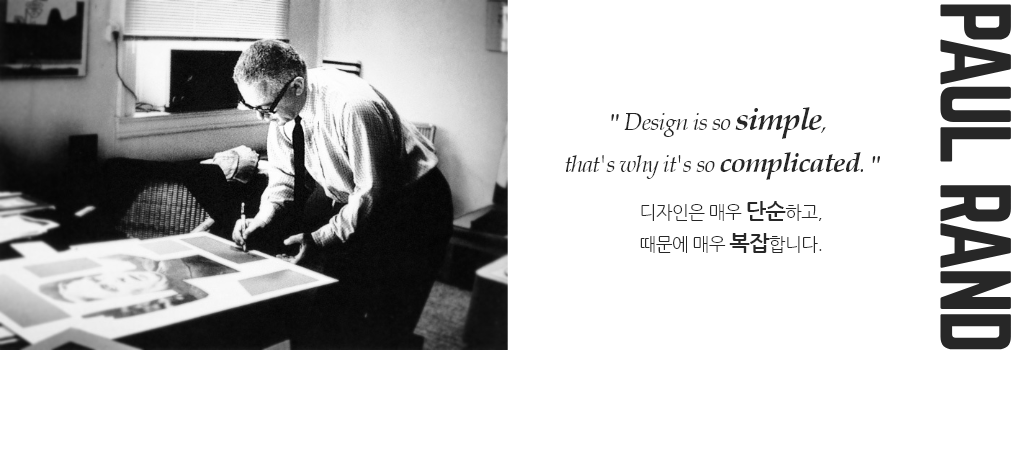 " Design is so simple,
that's why it's so complicated. "
디자인은 매우 단순하고,
때문에 매우 복잡합니다.
PAUL RAND